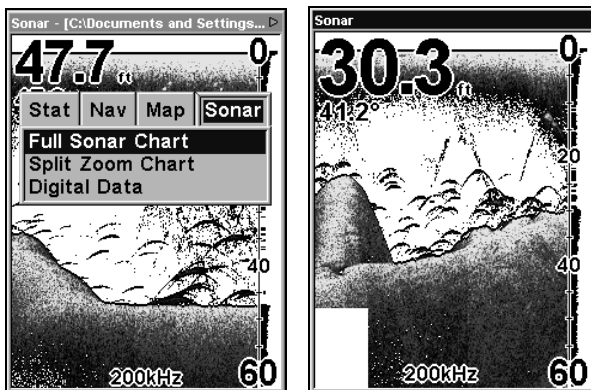 Sonar - [C:\Documents and Settings...
47.7 ft
0
Stat Nav Map Sonar
Full Sonar Chart
Split Zoom Chart
Digital Data
40
200kHz 60
Sonar
30.3 ft
0
41.2°
20
40
200kHz 60